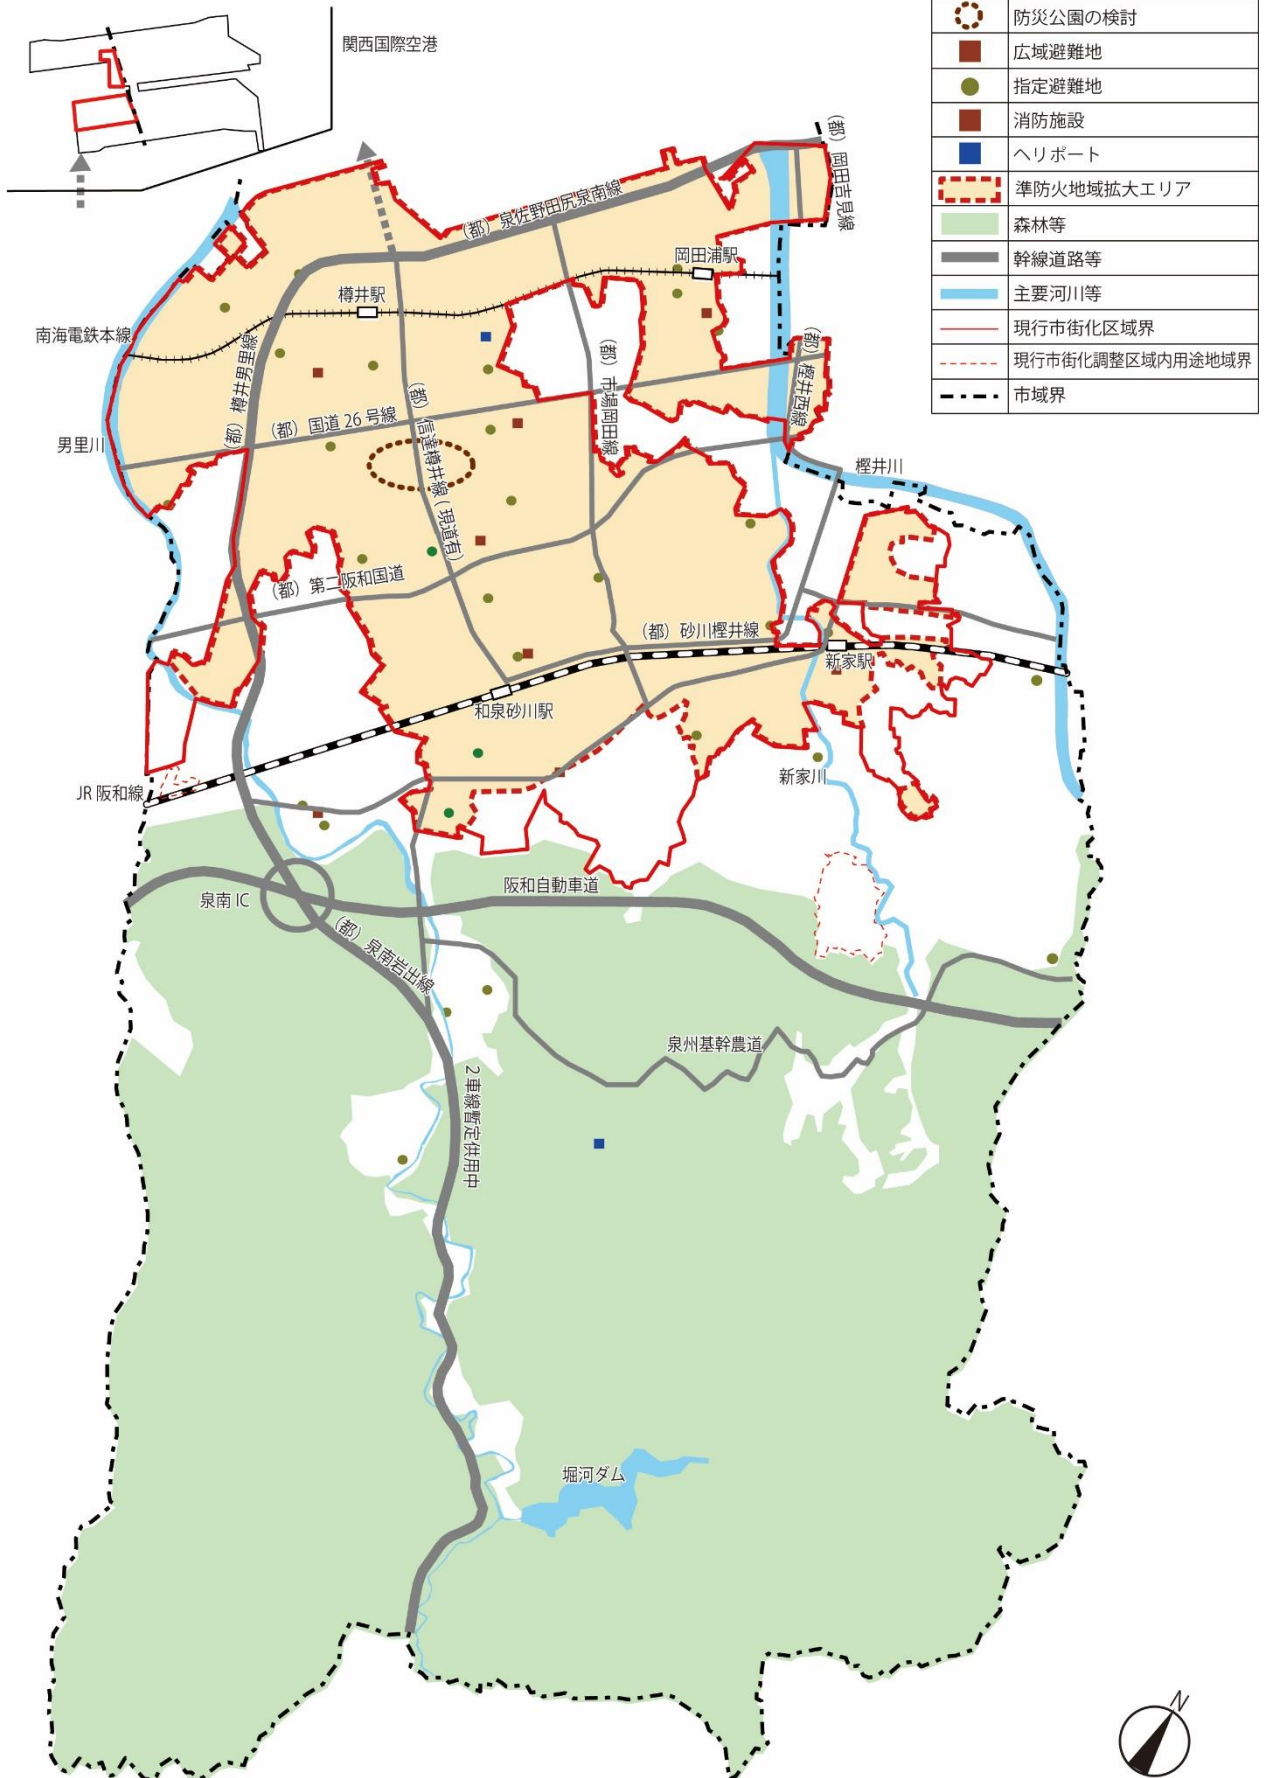 関西国際空港
防災公園の検討
広域避難地
指定避難地
消防施設
ヘリポート
準防火地域拡大エリア
森林等
幹線道路等
主要河川等
現行市街化区域界
現行市街化調整区域内用途地域界
市域界
(都) 岡田吉見線
(都) 泉佐野田尻泉南線
岡田浦駅
樽井駅
南海電鉄本線
(都) 樽井男里線
(都) 市場岡田線
(都) 樫井西線
(都) 国道26号線
(都) 信達樽井線(現道有)
男里川
樫井川
(都) 第二阪和国道
(都) 砂川樫井線
新家駅
和泉砂川駅
新家川
JR阪和線
阪和自動車道
泉南IC
(都) 泉南岩出線
泉州基幹農道
2車線暫定供用中
堀河ダム
N